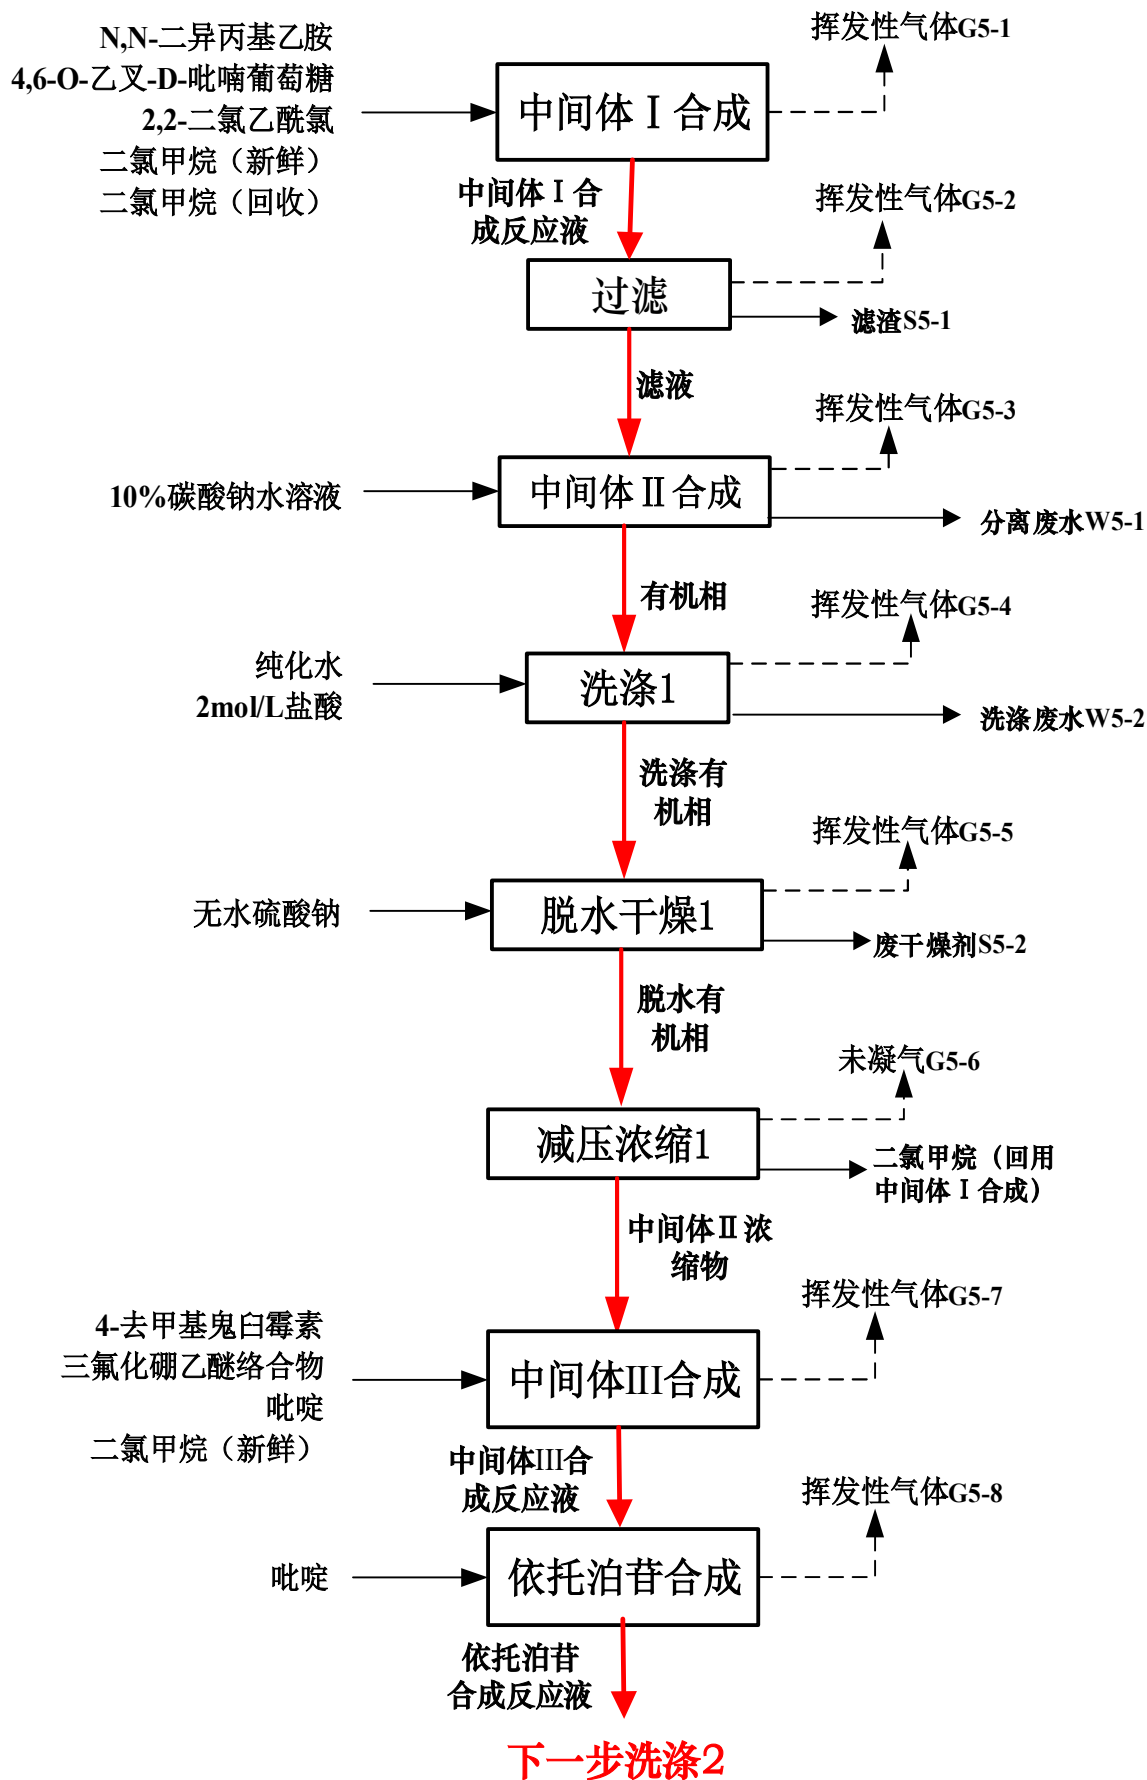 挥发性气体G5-1
N,N-二异丙基乙胺
4,6-O-乙叉-D-吡喃葡萄糖
2,2-二氯乙酰氯
二氯甲烷（新鲜）
二氯甲烷（回收）
中间体Ⅰ合成
中间体Ⅰ合
成反应液
挥发性气体G5-2
过滤
滤渣S5-1
滤液
挥发性气体G5-3
10%碳酸钠水溶液
中间体Ⅱ合成
分离废水W5-1
有机相
挥发性气体G5-4
纯化水
2mol/L盐酸
洗涤1
洗涤废水W5-2
洗涤有
机相
挥发性气体G5-5
无水硫酸钠
脱水干燥1
废干燥剂S5-2
脱水有
机相
未凝气G5-6
减压浓缩1
二氯甲烷（回用
中间体Ⅰ合成）
中间体Ⅱ浓
缩物
挥发性气体G5-7
4-去甲基鬼臼霉素
三氟化硼乙醚络合物
吡啶
二氯甲烷（新鲜）
中间体III合成
中间体III合
成反应液
挥发性气体G5-8
吡啶
依托泊苷合成
依托泊苷
合成反应液
下一步洗涤2